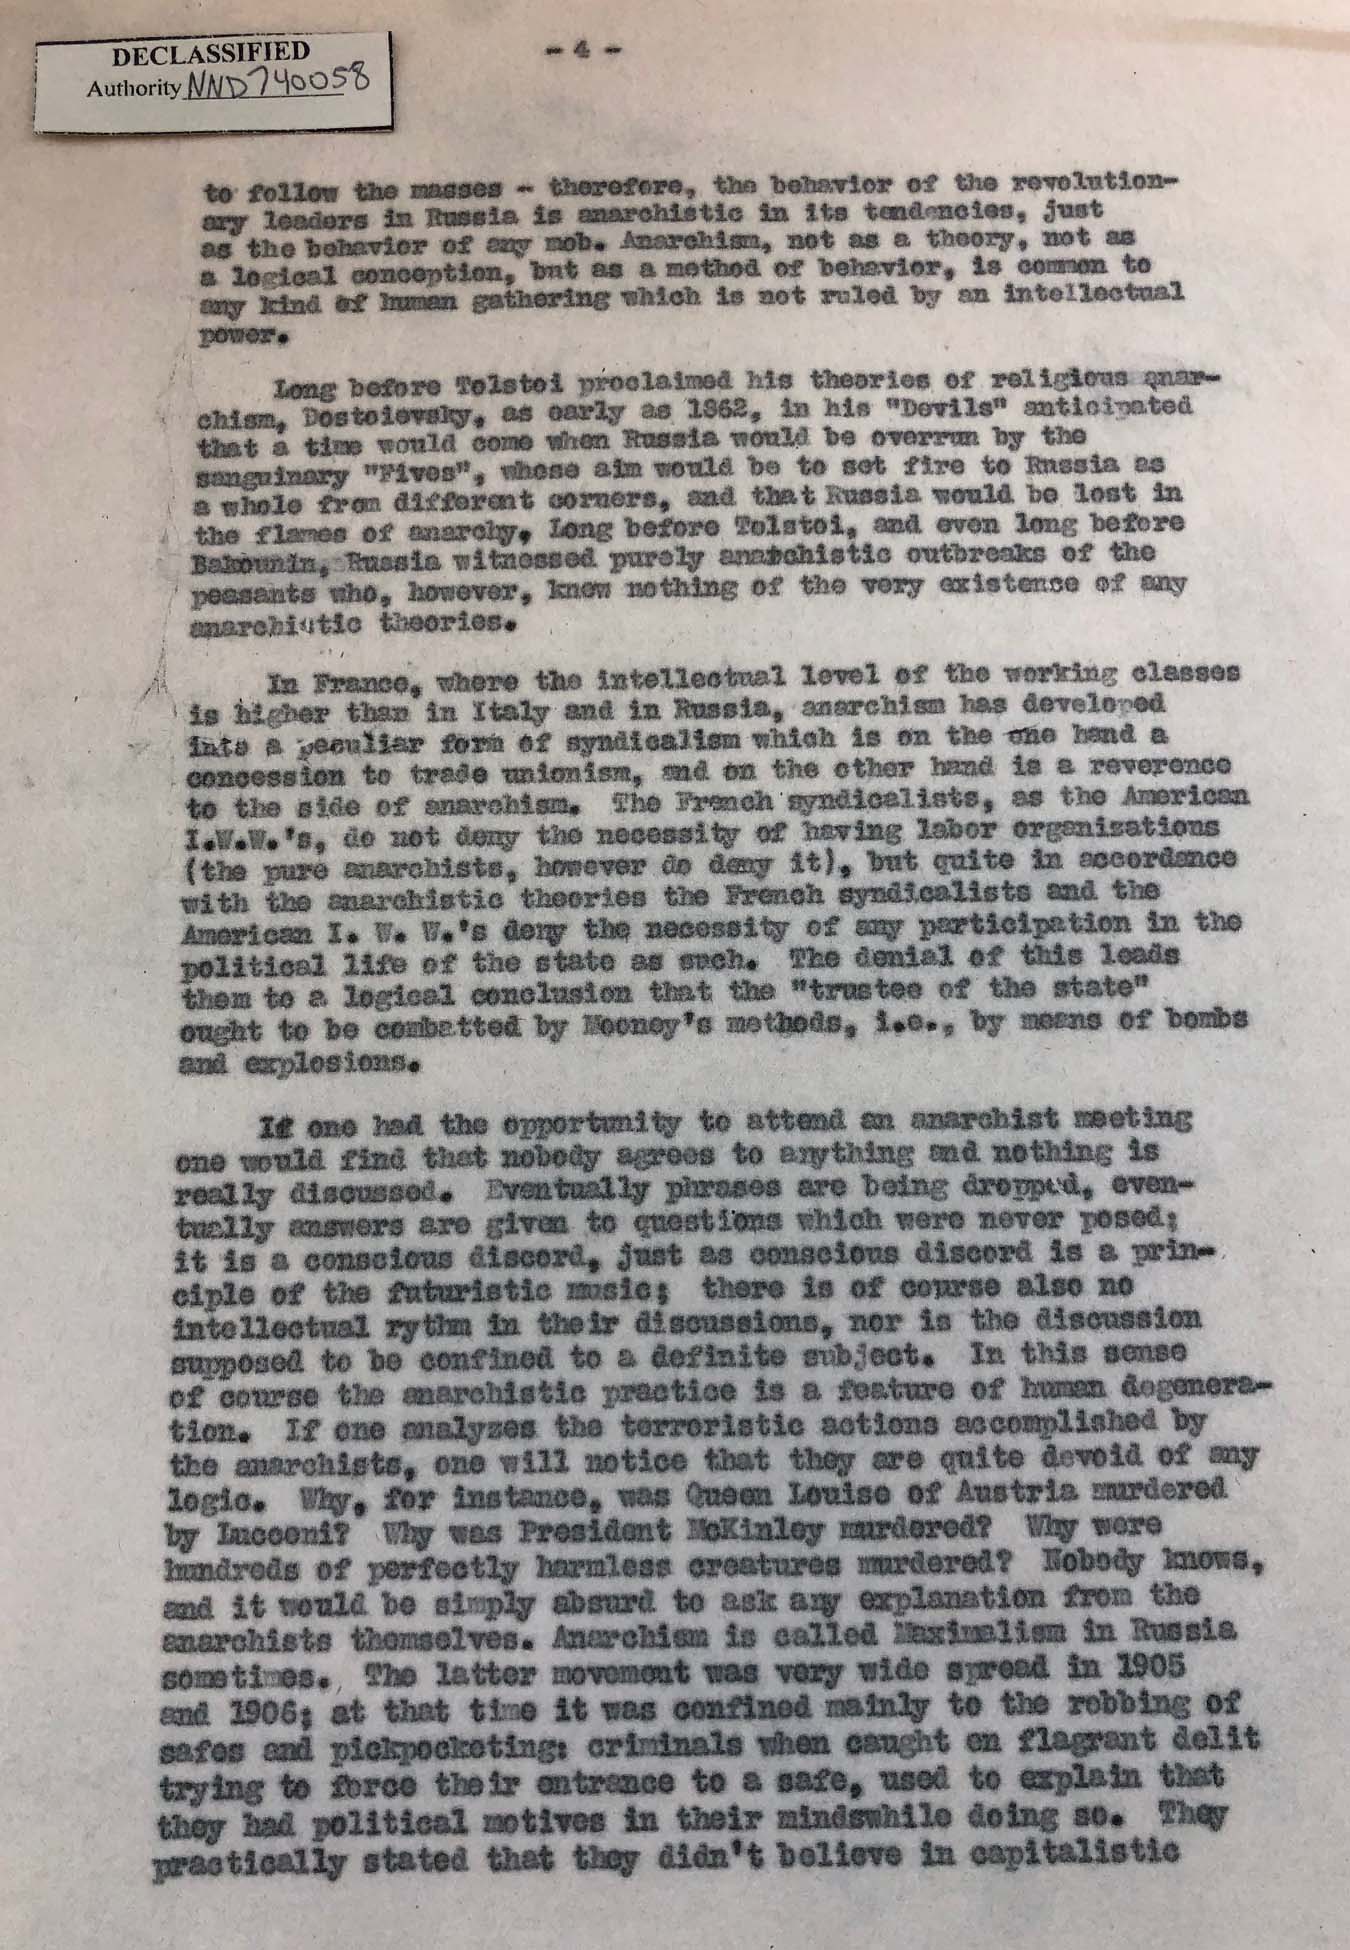 DECLASSIFIED
Authority NND740058
- 4 -
to follow the masses - therefore, the behavior of the revolution-
ary leaders in Russia is anarchistic in its tendencies, just
as the behavior of any mob. Anarchism, not as a theory, not as
a logical conception, but as a method of behavior, is common to
any kind of human gathering which is not ruled by an intellectual
power.
Long before Tolstoi proclaimed his theories of religious anar-
chism, Dostoievsky, as early as 1862, in his "Devils" anticipated
that a time would come when Russia would be overrun by the
sanguinary "Fives", whose aim would be to set fire to Russia as
a whole from different corners, and that Russia would be lost in
the flames of anarchy. Long before Tolstoi, and even long before
Bakounin, Russia witnessed purely anarchistic outbreaks of the
peasants who, however, knew nothing of the very existence of any
anarchistic theories.
In France, where the intellectual level of the working classes
is higher than in Italy and in Russia, anarchism has developed
into a peculiar form of syndicalism which is on the one hand a
concession to trade unionism, and on the other hand is a reverence
to the side of anarchism. The French syndicalists, as the American
I.W.W.'s, do not deny the necessity of having labor organizations
(the pure anarchists, however do deny it), but quite in accordance
with the anarchistic theories the French syndicalists and the
American I. W. W.'s deny the necessity of any participation in the
political life of the state as such. The denial of this leads
them to a logical conclusion that the "trustee of the state"
ought to be combatted by Mooney's methods, i.e., by means of bombs
and explosions.
If one had the opportunity to attend an anarchist meeting
one would find that nobody agrees to anything and nothing is
really discussed. Eventually phrases are being dropped, even-
tually answers are given to questions which were never posed;
it is a conscious discord, just as conscious discord is a prin-
ciple of the futuristic music; there is of course also no
intellectual rythm in their discussions, nor is the discussion
supposed to be confined to a definite subject. In this sense
of course the anarchistic practice is a feature of human degenera-
tion. If one analyzes the terroristic actions accomplished by
the anarchists, one will notice that they are quite devoid of any
logic. Why, for instance, was Queen Louise of Austria murdered
by Lucconi? Why was President McKinley murdered? Why were
hundreds of perfectly harmless creatures murdered? Nobody knows,
and it would be simply absurd to ask any explanation from the
anarchists themselves. Anarchism is called Maximalism in Russia
sometimes. The latter movement was very wide spread in 1905
and 1906; at that time it was confined mainly to the robbing of
safes and pickpocketing: criminals when caught en flagrant delit
trying to force their entrance to a safe, used to explain that
they had political motives in their mindswhile doing so. They
practically stated that they didn't believe in capitalistic